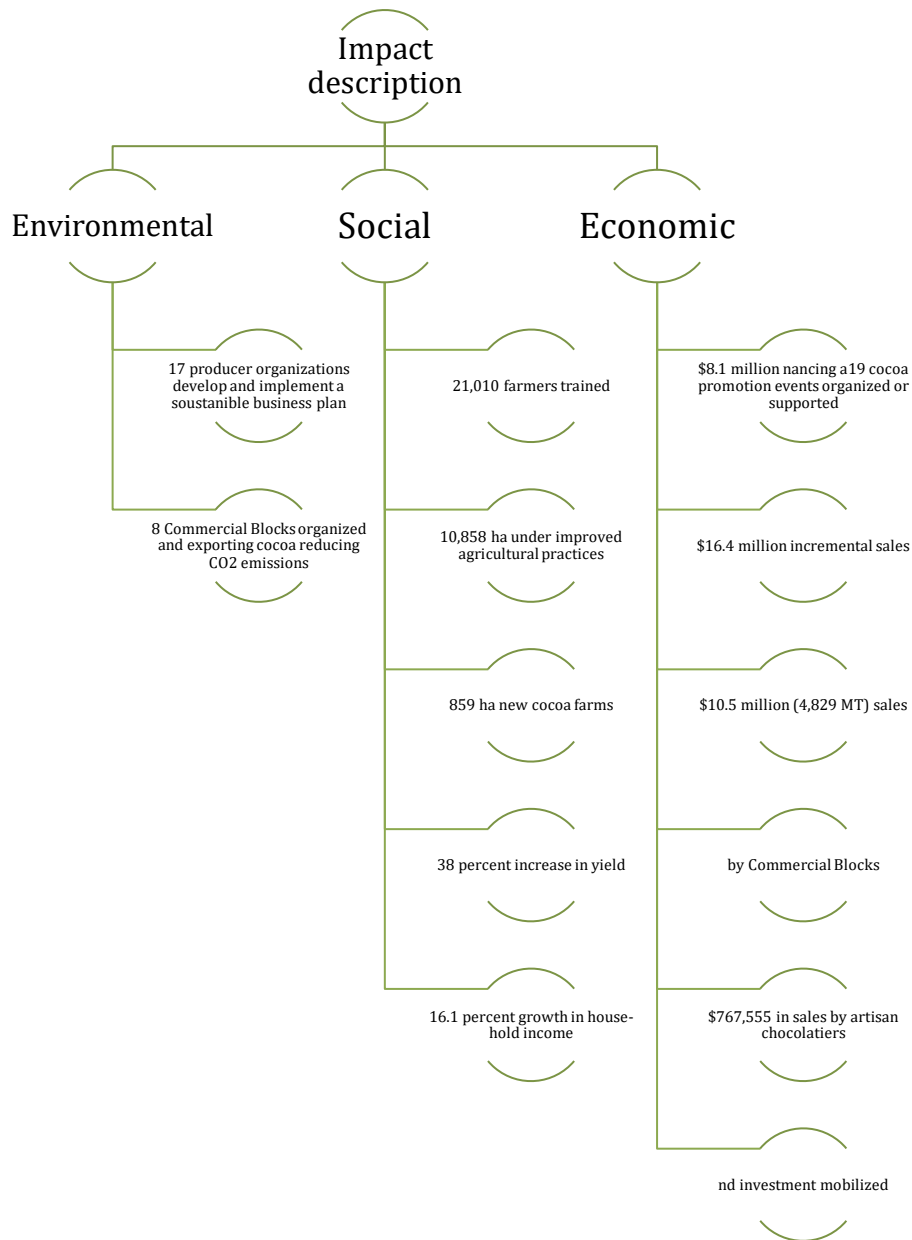 Impact
description
Environmental
Social
Economic
17 producer organizations
develop and implement a
soustanible business plan
8 Commercial Blocks organized
and exporting cocoa reducing
CO2 emissions
21,010 farmers trained
10,858 ha under improved
agricultural practices
859 ha new cocoa farms
38 percent increase in yield
16.1 percent growth in house-
hold income
$8.1 million nancing a19 cocoa
promotion events organized or
supported
$16.4 million incremental sales
$10.5 million (4,829 MT) sales
by Commercial Blocks
$767,555 in sales by artisan
chocolatiers
nd investment mobilized